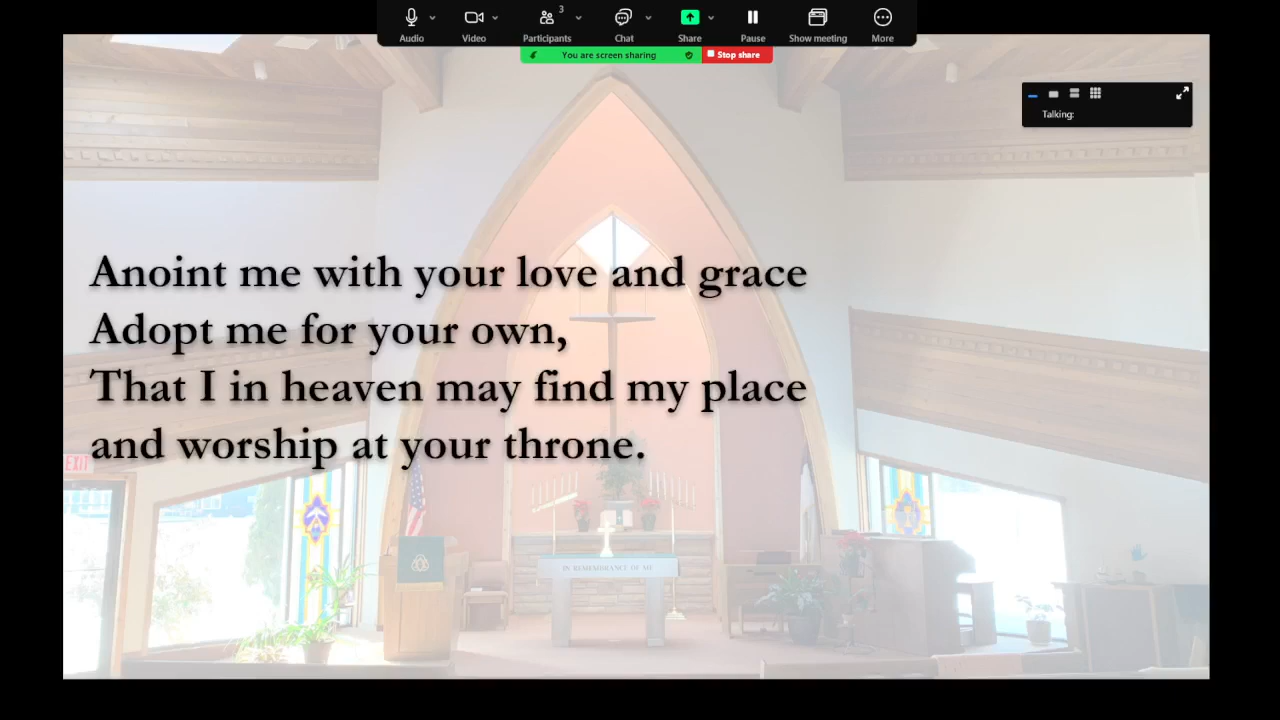 3
Audio Video Participants Chat Share Pause Show meeting More
You are screen sharing Stop share
Talking:
Anoint me with your love and grace
Adopt me for your own,
That I in heaven may find my place
and worship at your throne.
EXIT
IN REMEMBRANCE OF ME